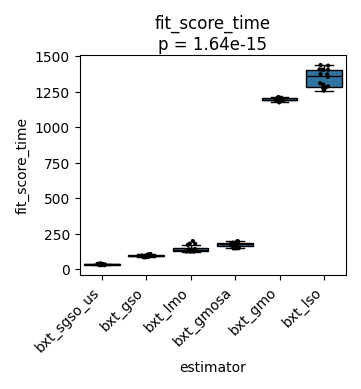 fit_score_time
p = 1.64e-15
fit_score_time
1500
1250
1000
750
500
250
0
bxt_sgso_us
bxt_gso
bxt_lmo
bxt_gmosa
bxt_gmo
bxt_lso
estimator